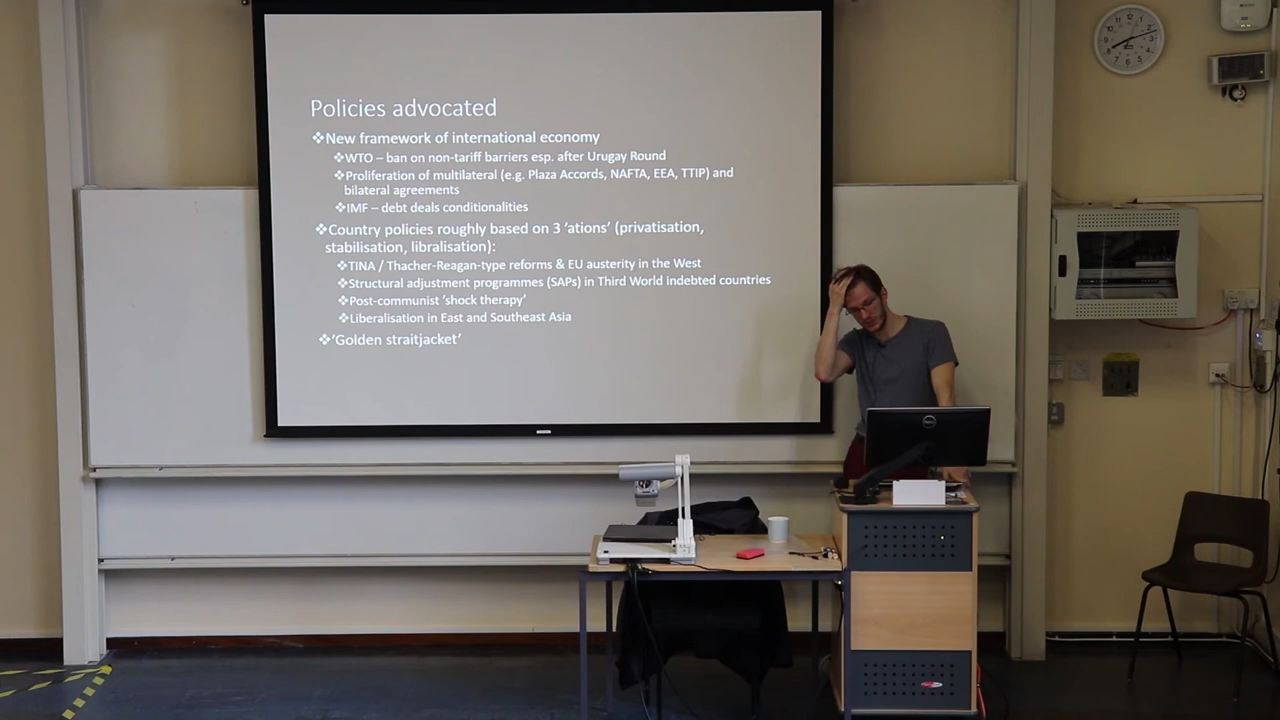 Policies advocated
❖New framework of international economy
❖WTO – ban on non-tariff barriers esp. after Urugay Round
❖Proliferation of multilateral (e.g. Plaza Accords, NAFTA, EEA, TTIP) and
bilateral agreements
❖IMF – debt deals conditionalities
❖Country policies roughly based on 3 'ations' (privatisation,
stabilisation, libralisation):
❖TINA / Thacher-Reagan-type reforms & EU austerity in the West
❖Structural adjustment programmes (SAPs) in Third World indebted countries
❖Post-communist 'shock therapy'
❖Liberalisation in East and Southeast Asia
❖'Golden straitjacket'
DELL